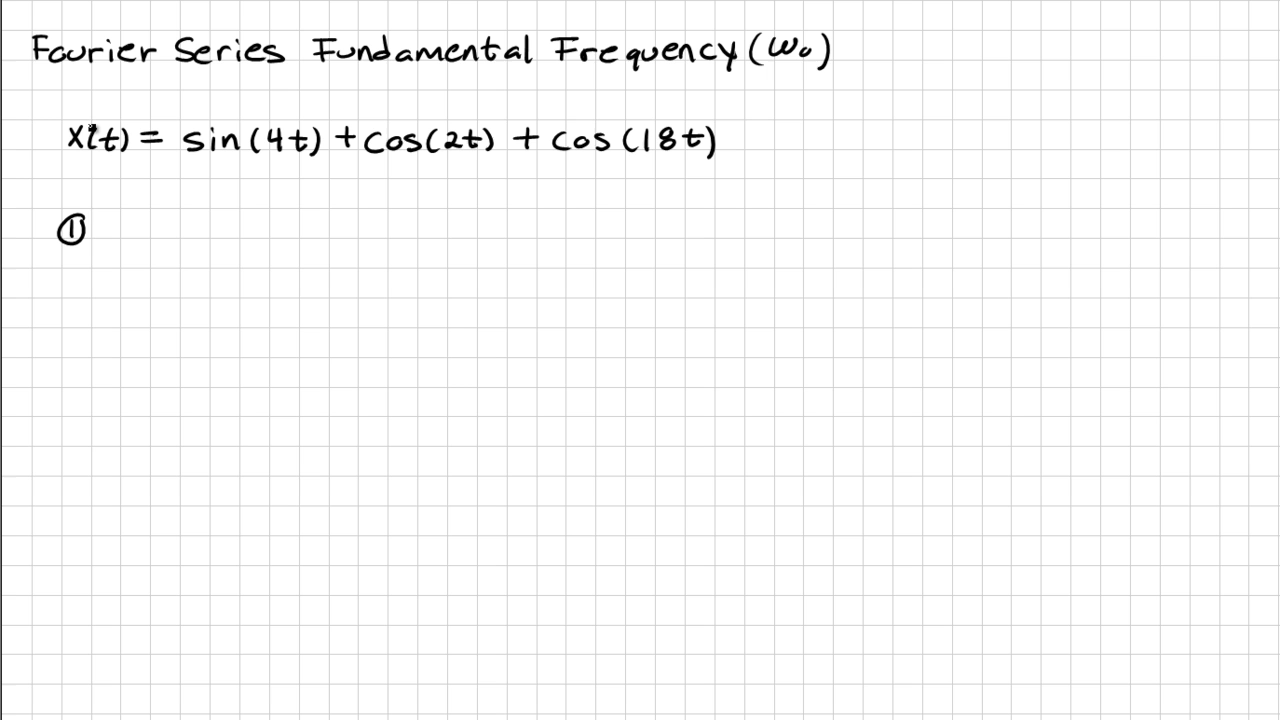 Fourier Series Fundamental Frequency (ω₀)
x(t) = sin(4t) + cos(2t) + cos(18t)
①